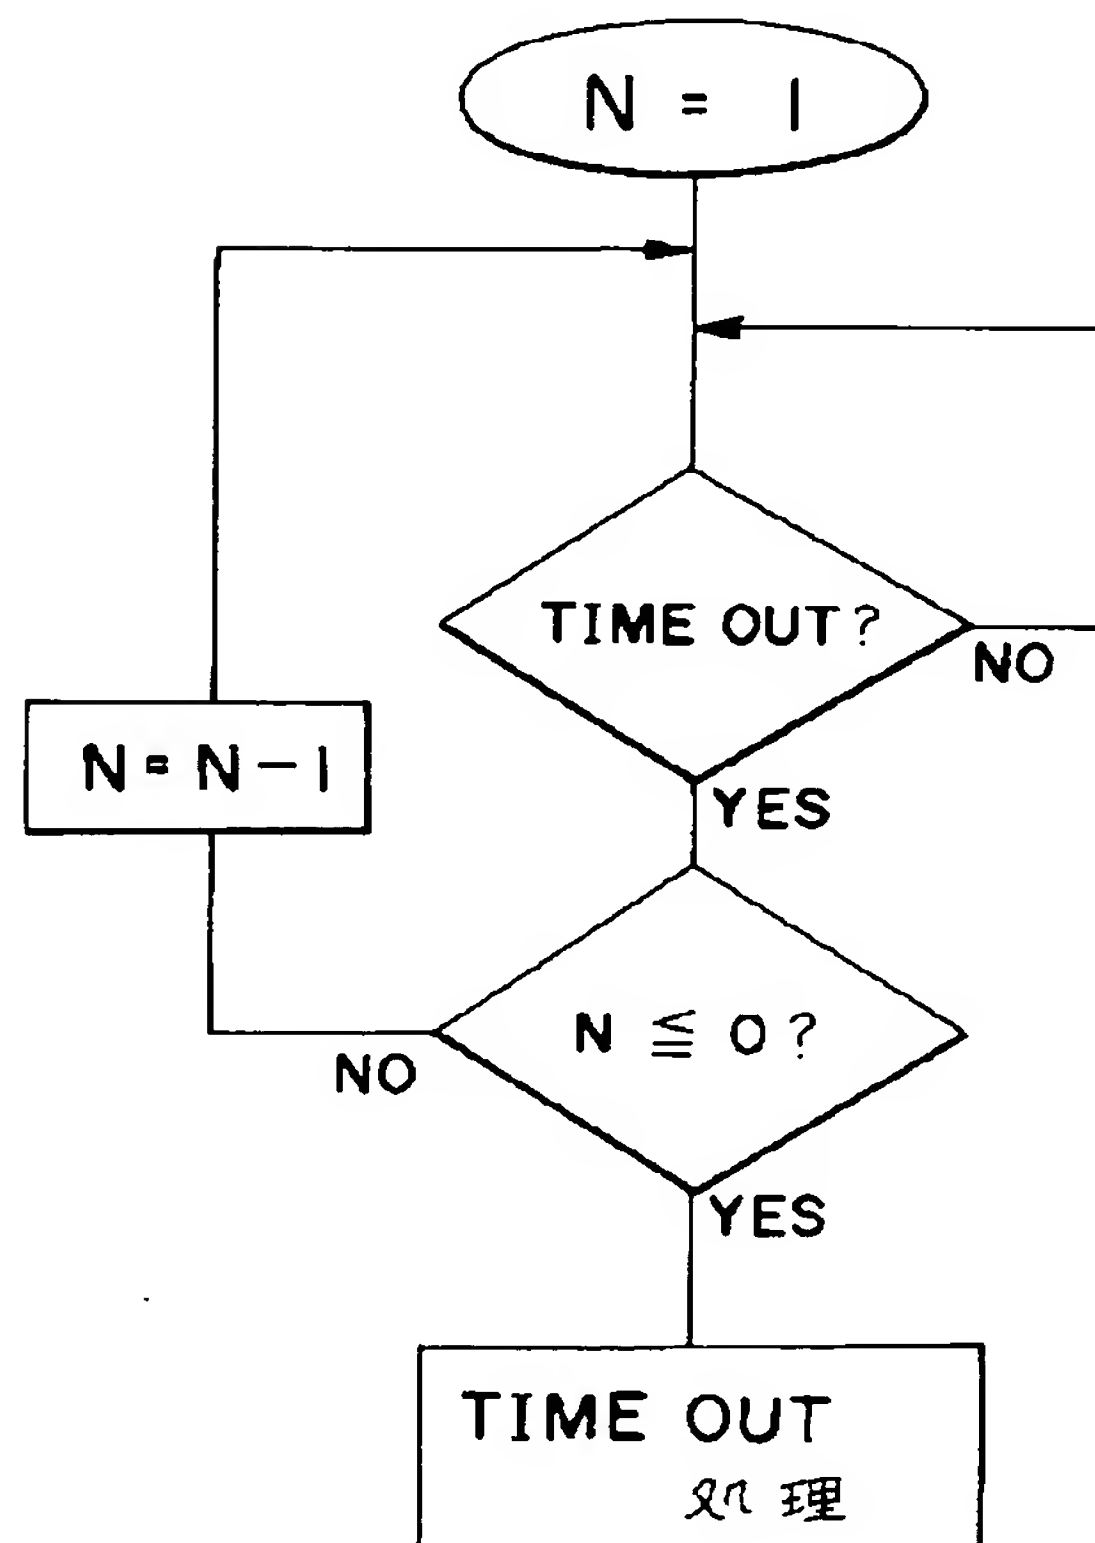 N = 1
TIME OUT?
NO
N = N - 1
YES
N ≦ 0?
NO
YES
TIME OUT
処理